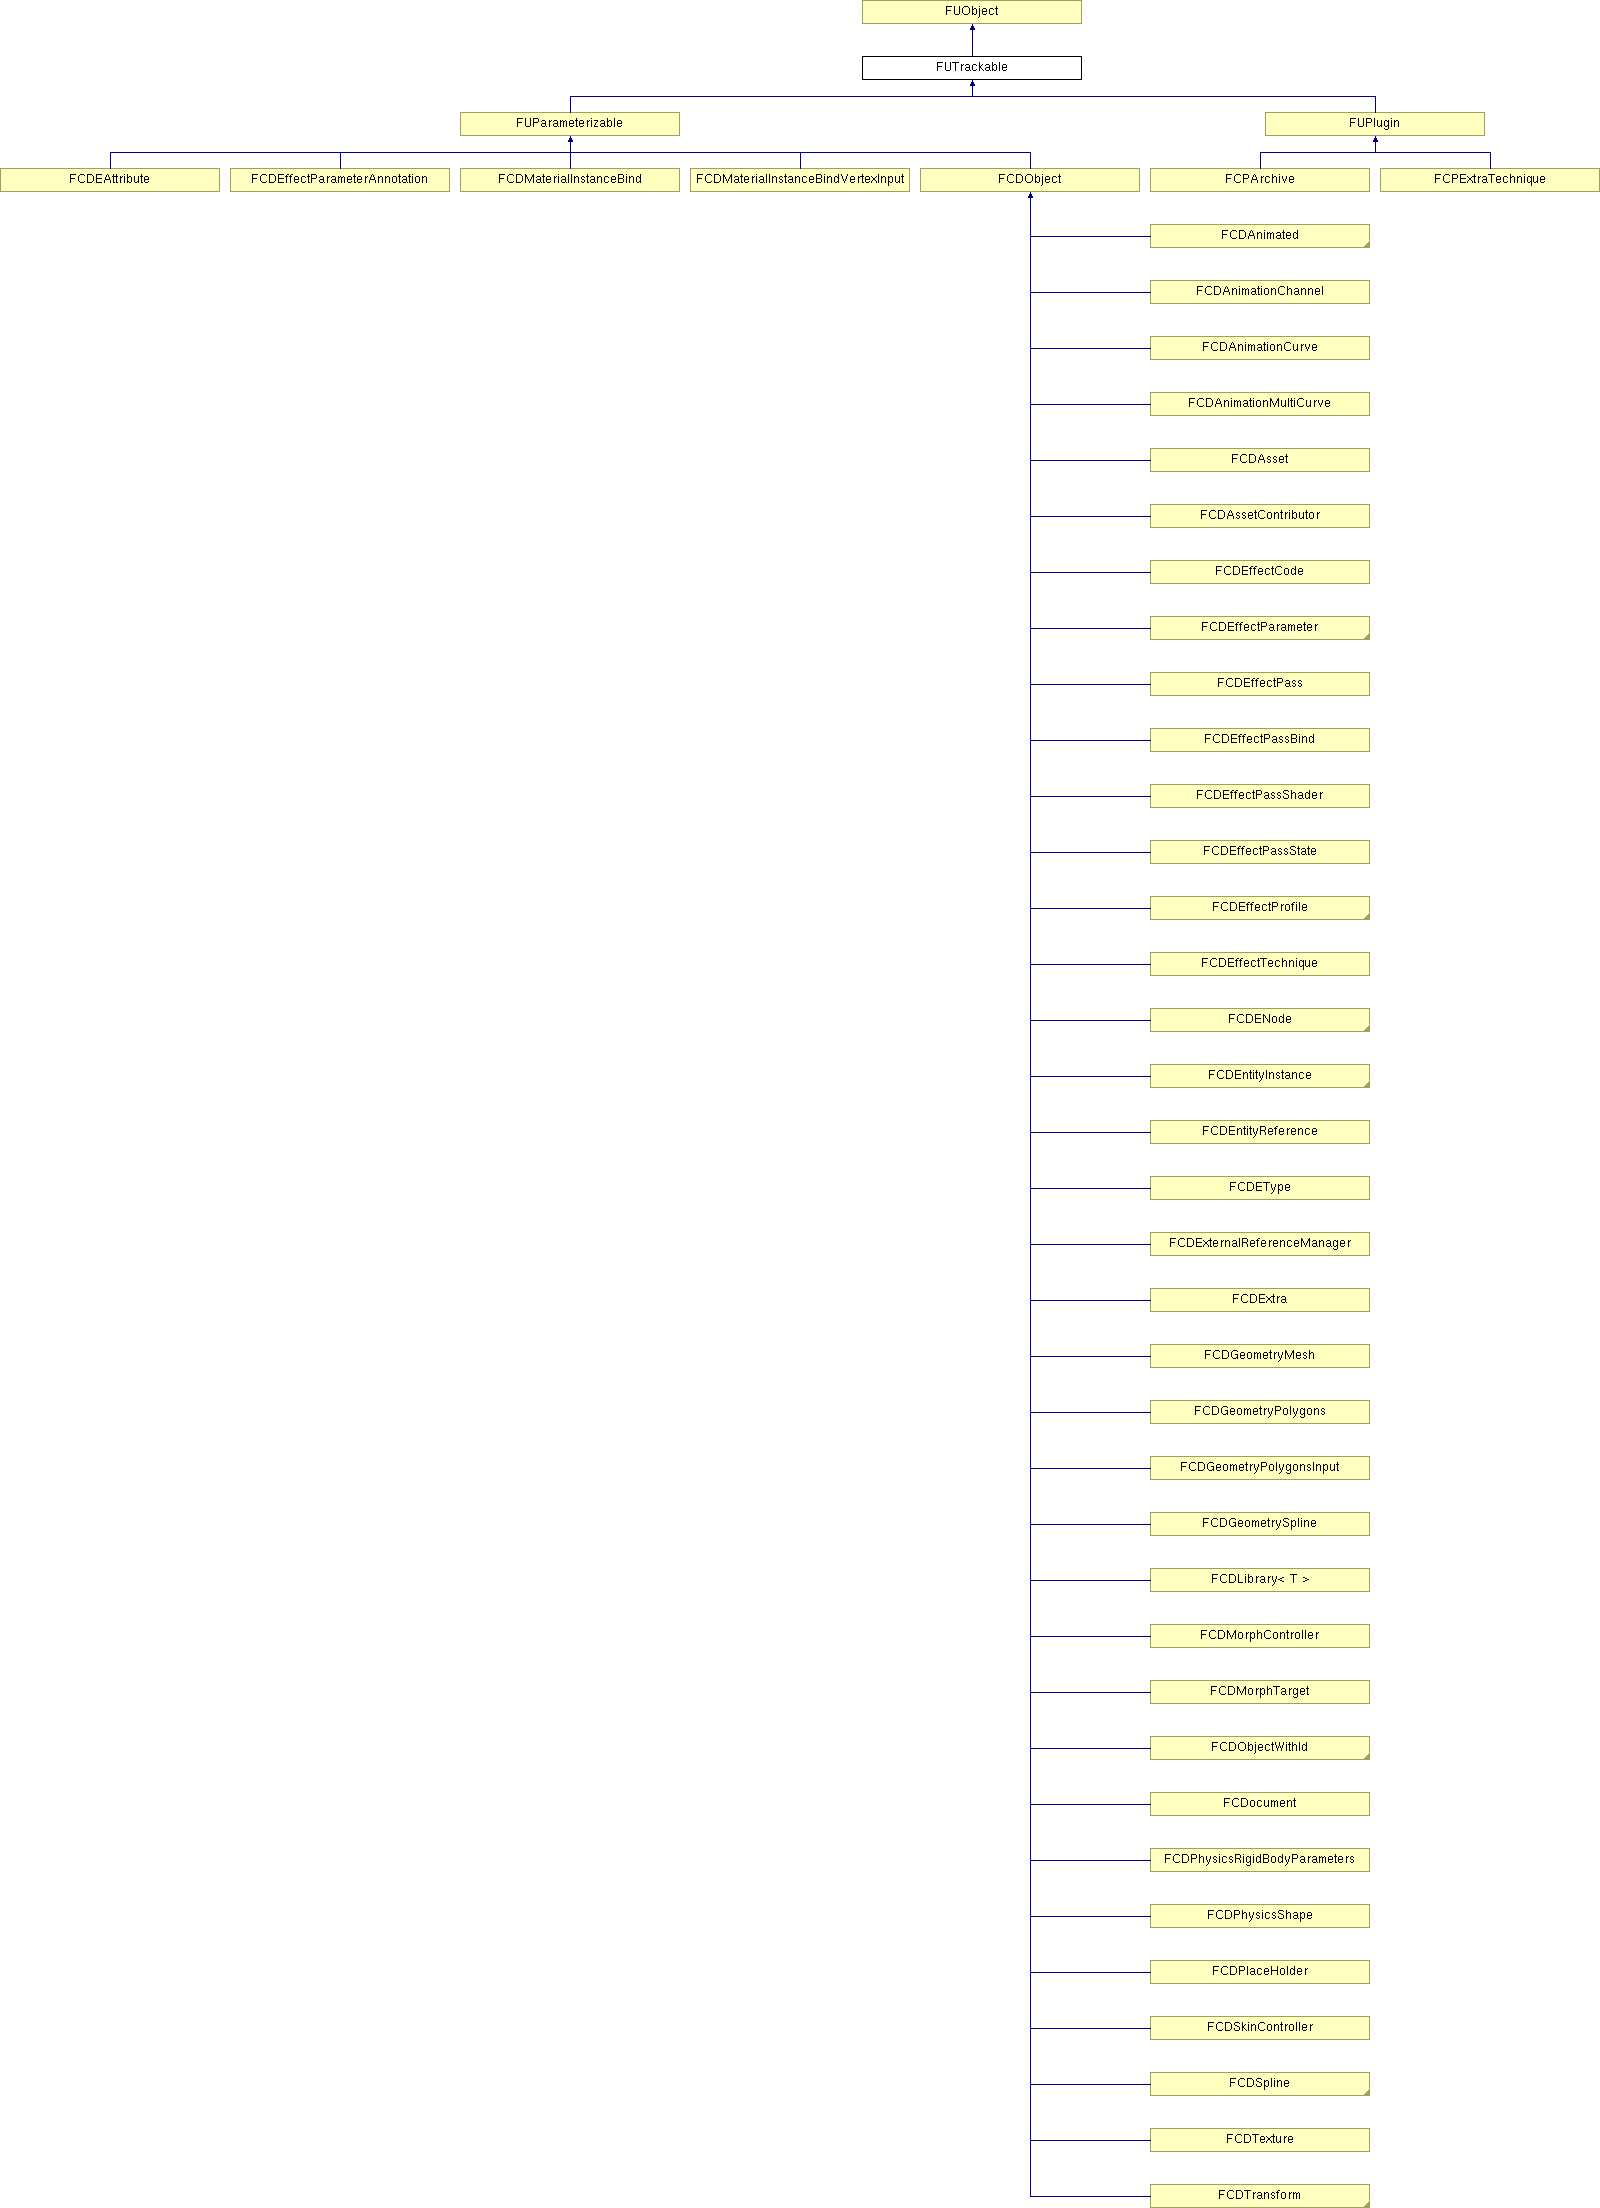 FUObject
FUTrackable
FUParameterizable
FUPlugin
FCDEAttribute
FCDEffectParameterAnnotation
FCDMaterialInstanceBind
FCDMaterialInstanceBindVertexInput
FCDObject
FCPArchive
FCPExtraTechnique
FCDAnimated
FCDAnimationChannel
FCDAnimationCurve
FCDAnimationMultiCurve
FCDAsset
FCDAssetContributor
FCDEffectCode
FCDEffectParameter
FCDEffectPass
FCDEffectPassBind
FCDEffectPassShader
FCDEffectPassState
FCDEffectProfile
FCDEffectTechnique
FCDENode
FCDEntityInstance
FCDEntityReference
FCDEType
FCDExternalReferenceManager
FCDExtra
FCDGeometryMesh
FCDGeometryPolygons
FCDGeometryPolygonsInput
FCDGeometrySpline
FCDLibrary< T >
FCDMorphController
FCDMorphTarget
FCDObjectWithId
FCDocument
FCDPhysicsRigidBodyParameters
FCDPhysicsShape
FCDPlaceHolder
FCDSkinController
FCDSpline
FCDTexture
FCDTransform